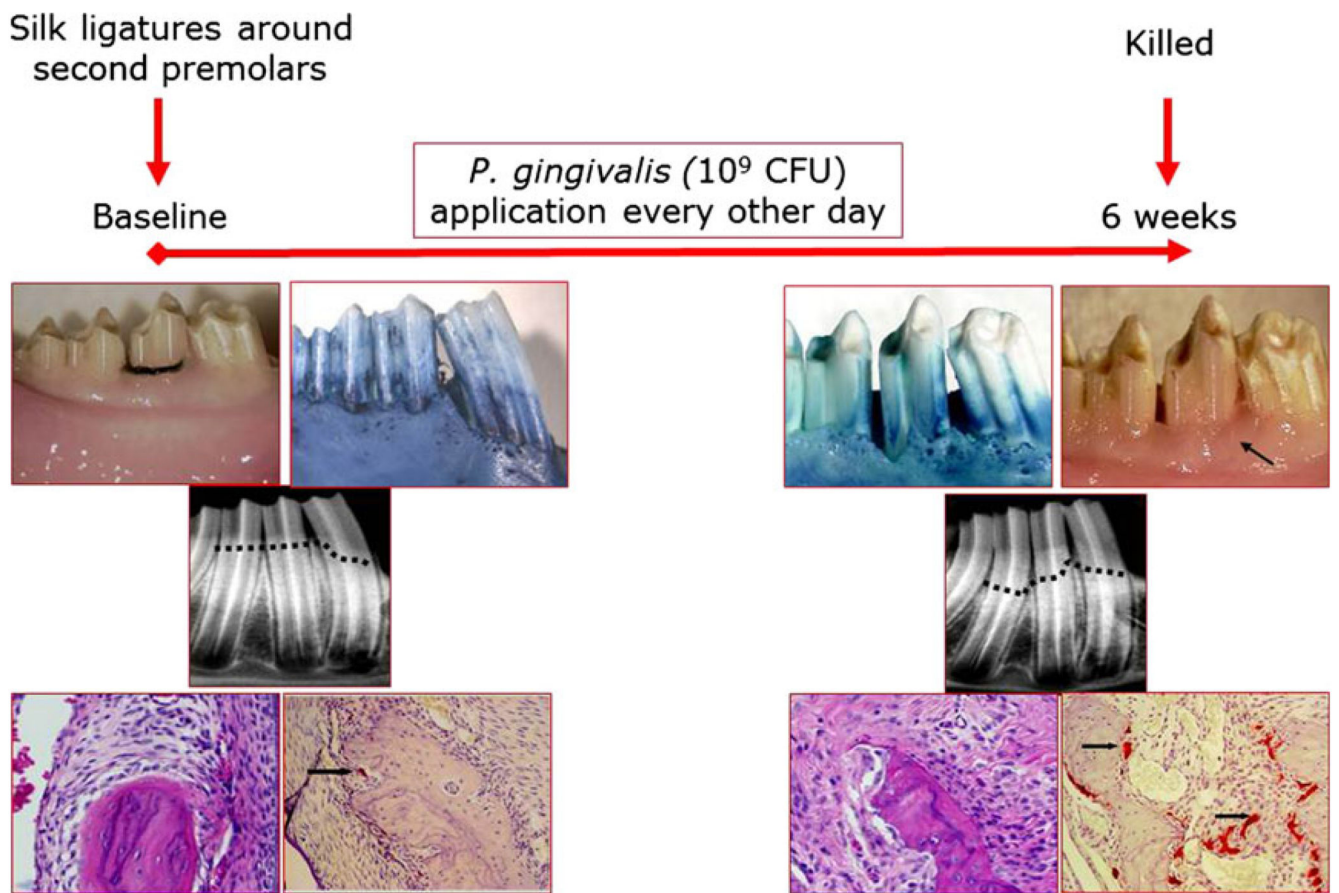 Silk ligatures around
second premolars
Killed
P. gingivalis (10⁹ CFU)
application every other day
Baseline
6 weeks